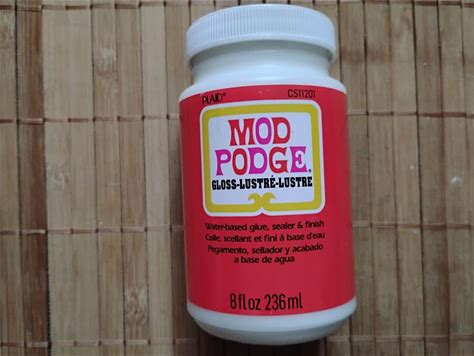 PLAID® CS11201
MOD
PODGE®
GLOSS-LUSTRÉ-LUSTRE
Water-based glue, sealer & finish
Colle, scellant et fini à base d'eau
Pegamento, sellador y acabado
a base de agua
8 fl oz 236 ml